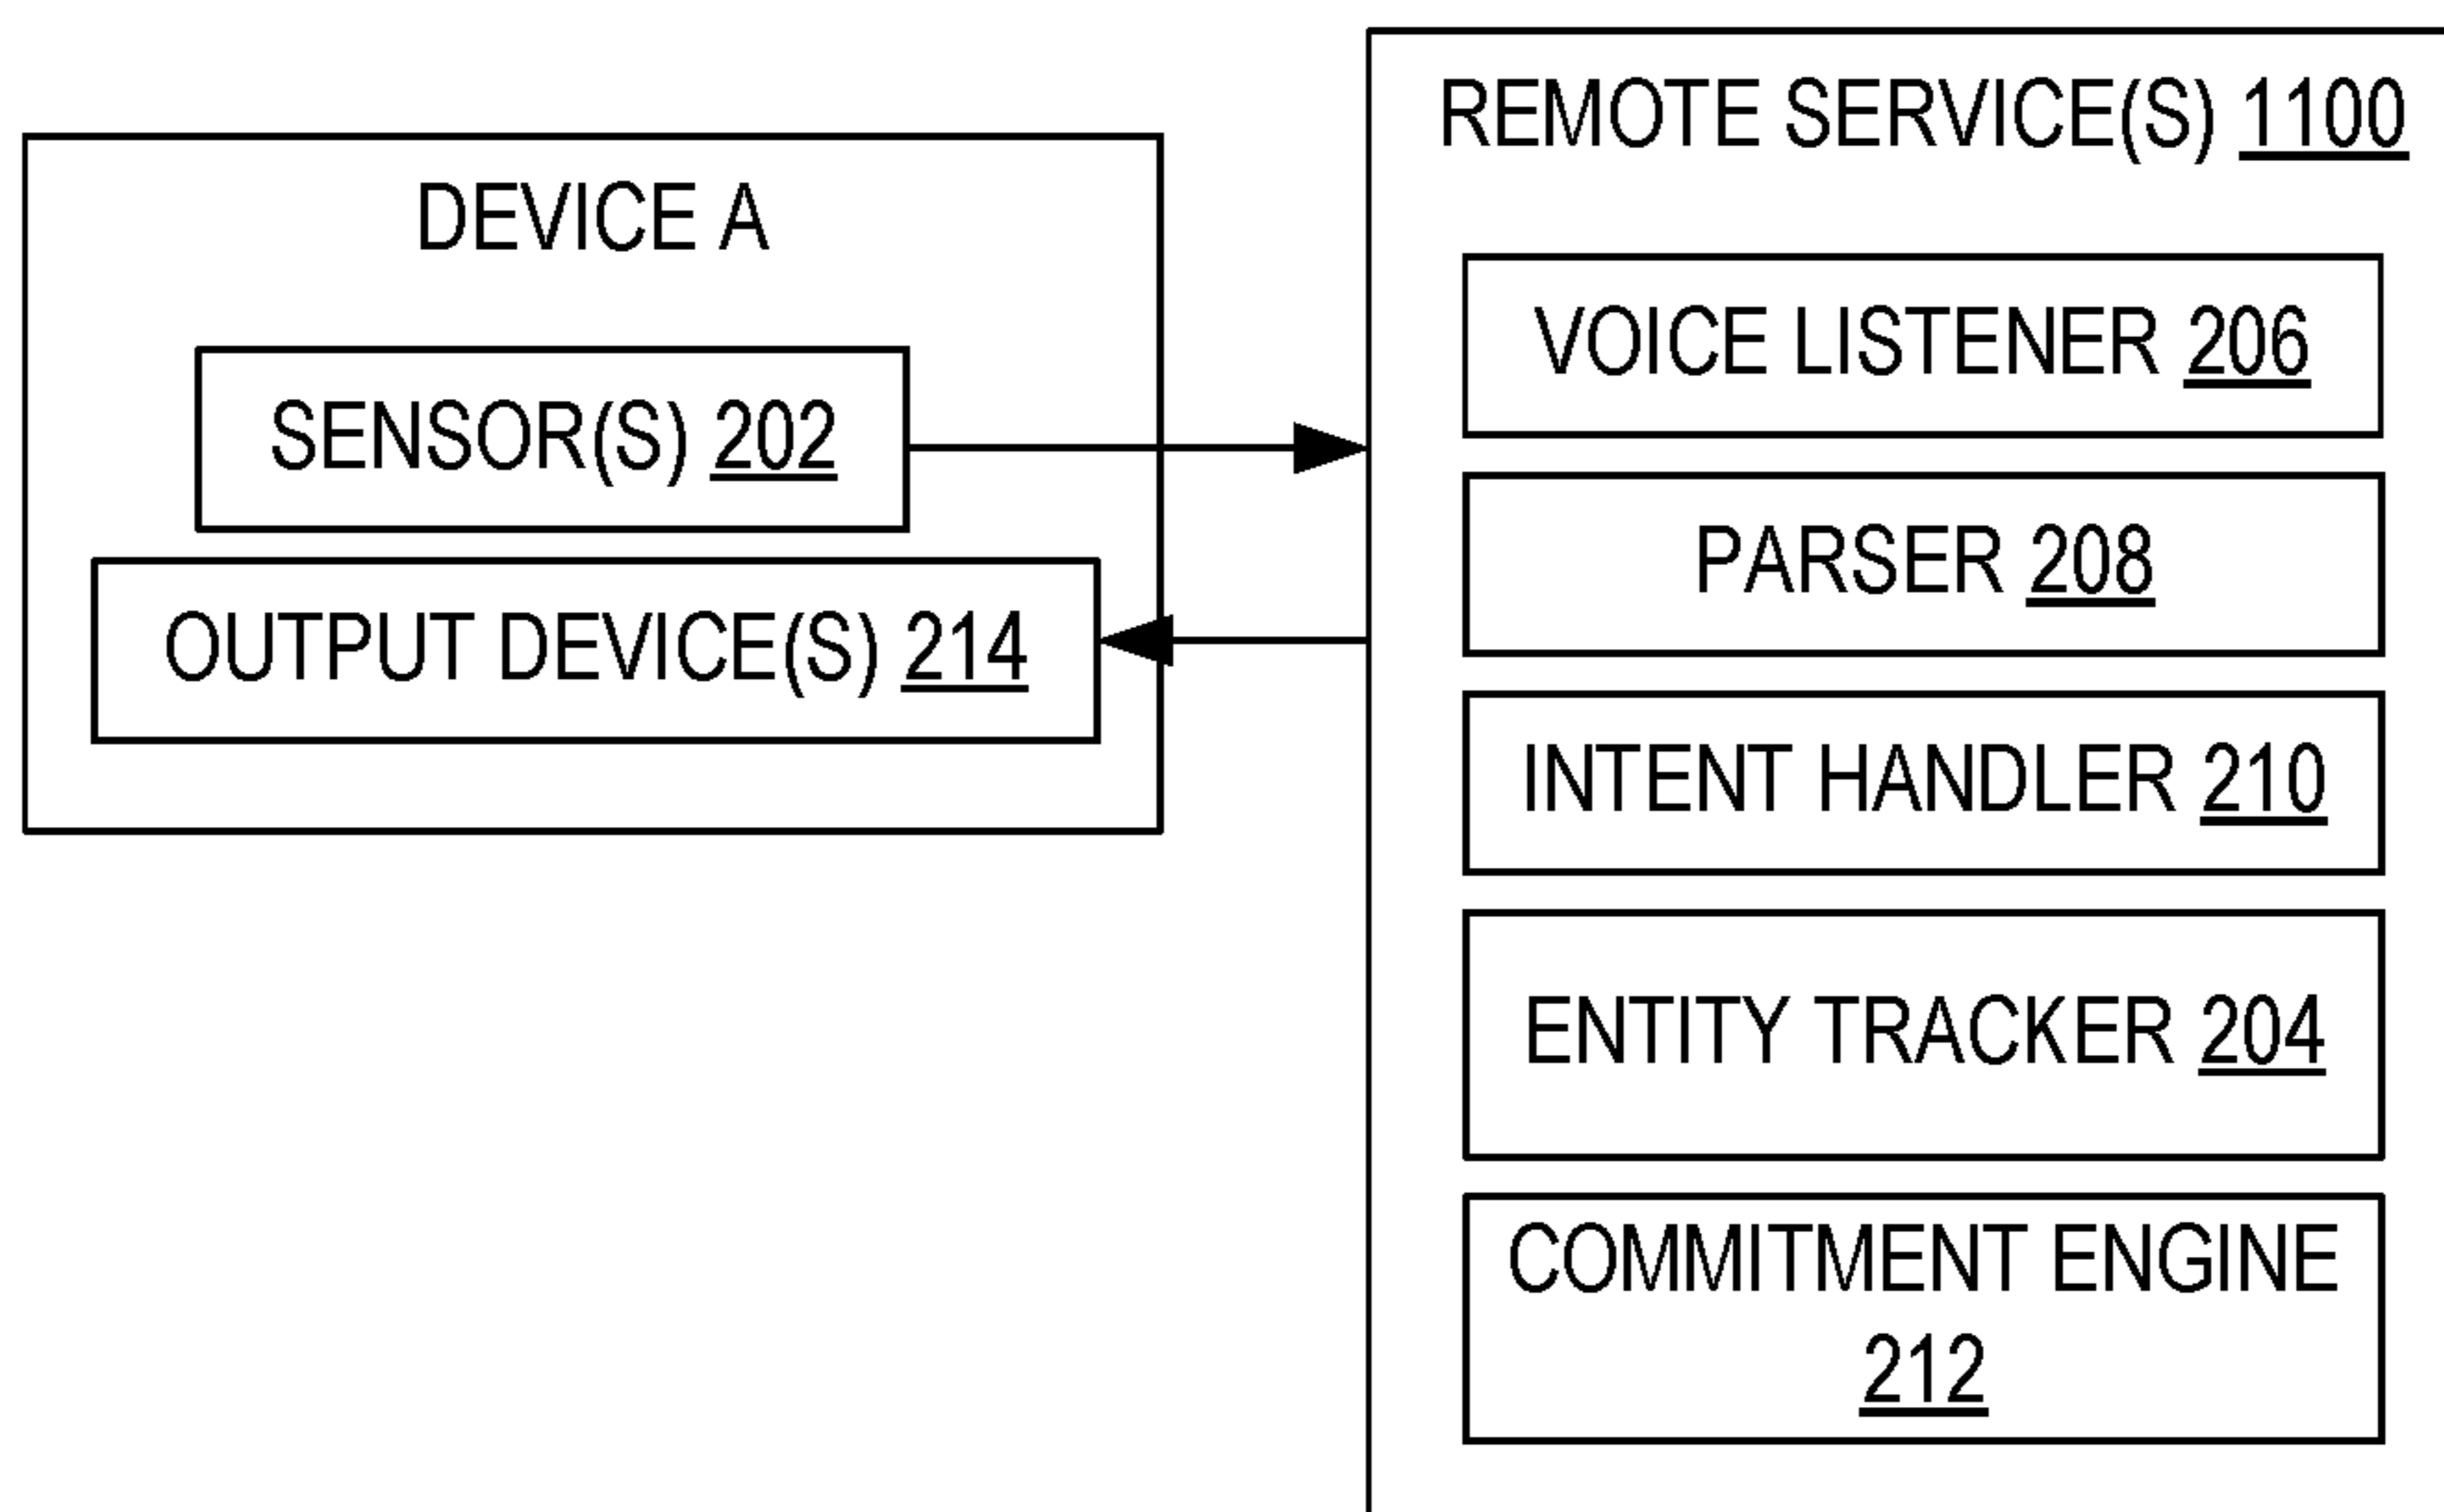 DEVICE A
SENSOR(S) 202
OUTPUT DEVICE(S) 214
REMOTE SERVICE(S) 1100
VOICE LISTENER 206
PARSER 208
INTENT HANDLER 210
ENTITY TRACKER 204
COMMITMENT ENGINE
212